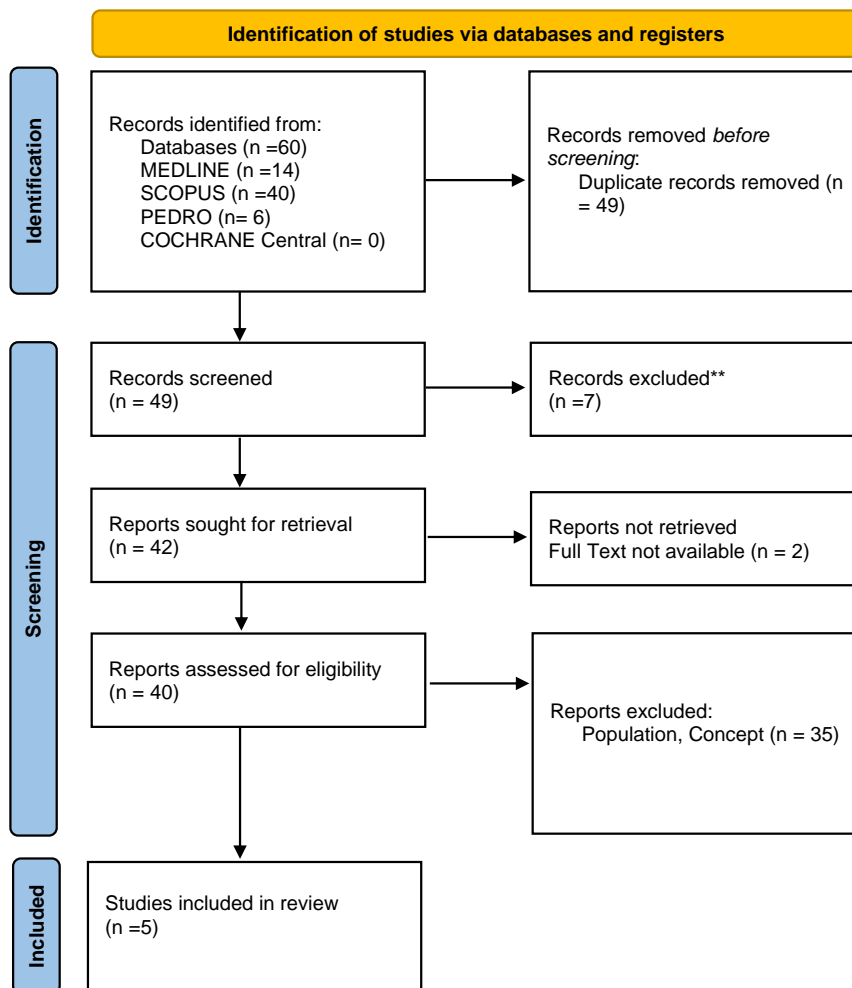 Identification of studies via databases and registers
Identification
Records identified from:
Databases (n =60)
MEDLINE (n =14)
SCOPUS (n =40)
PEDRO (n= 6)
COCHRANE Central (n= 0)
Records removed before
screening:
Duplicate records removed (n
= 49)
Screening
Records screened
(n = 49)
Records excluded**
(n =7)
Reports sought for retrieval
(n = 42)
Reports not retrieved
Full Text not available (n = 2)
Reports assessed for eligibility
(n = 40)
Reports excluded:
Population, Concept (n = 35)
Included
Studies included in review
(n =5)